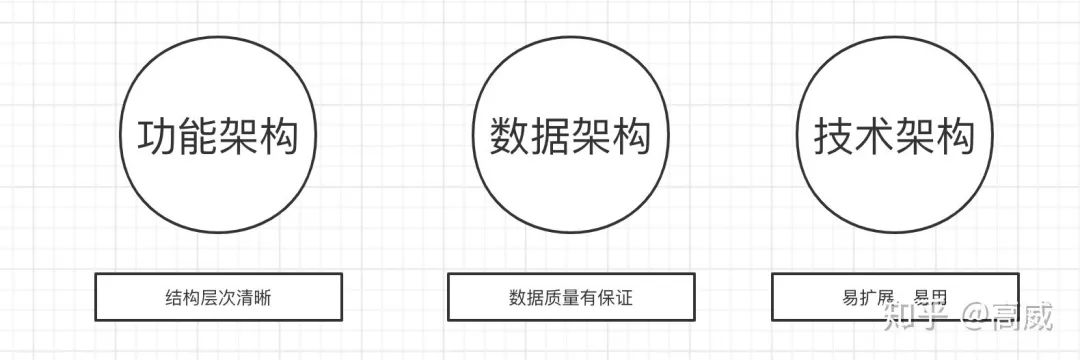 功能架构
数据架构
技术架构
结构层次清晰
数据质量有保证
易扩展、易用
知乎 @高威